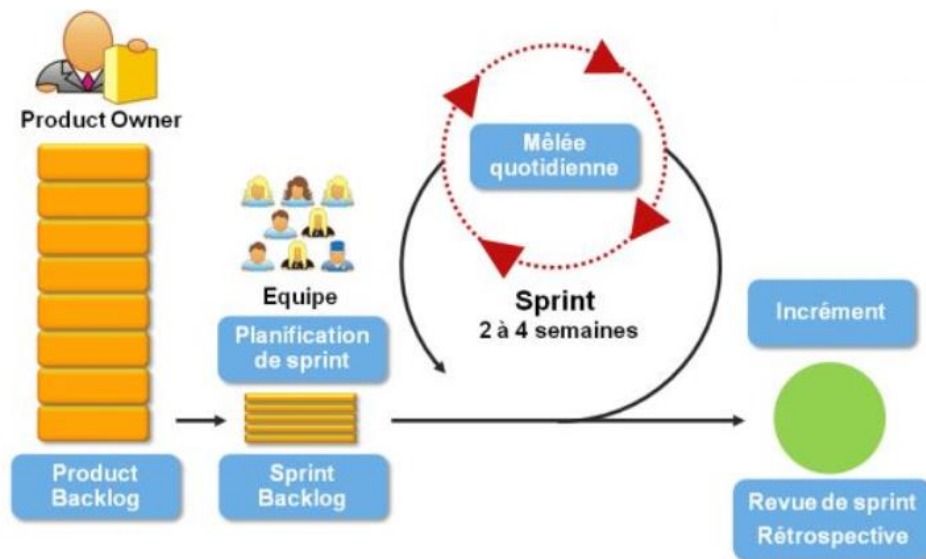 Product Owner
Mêlée
quotidienne
Equipe
Sprint
2 à 4 semaines
Planification
de sprint
Incrément
Product
Backlog
Sprint
Backlog
Revue de sprint
Rétrospective